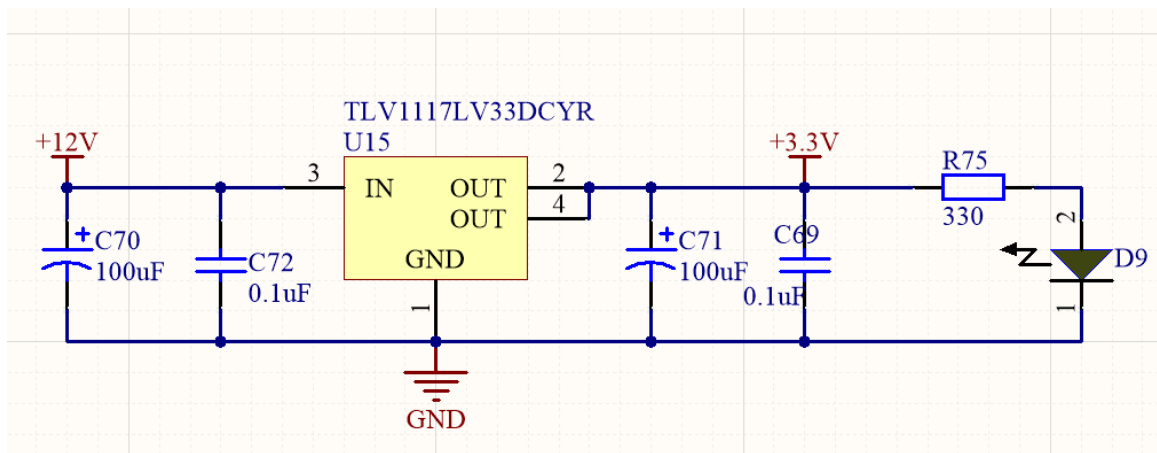 TLV1117LV33DCYR
U15
+12V
+3.3V
R75
330
3
IN
OUT
2
OUT
4
GND
1
C70
+
100uF
C72
0.1uF
C71
+
100uF
C69
0.1uF
2
D9
1
GND